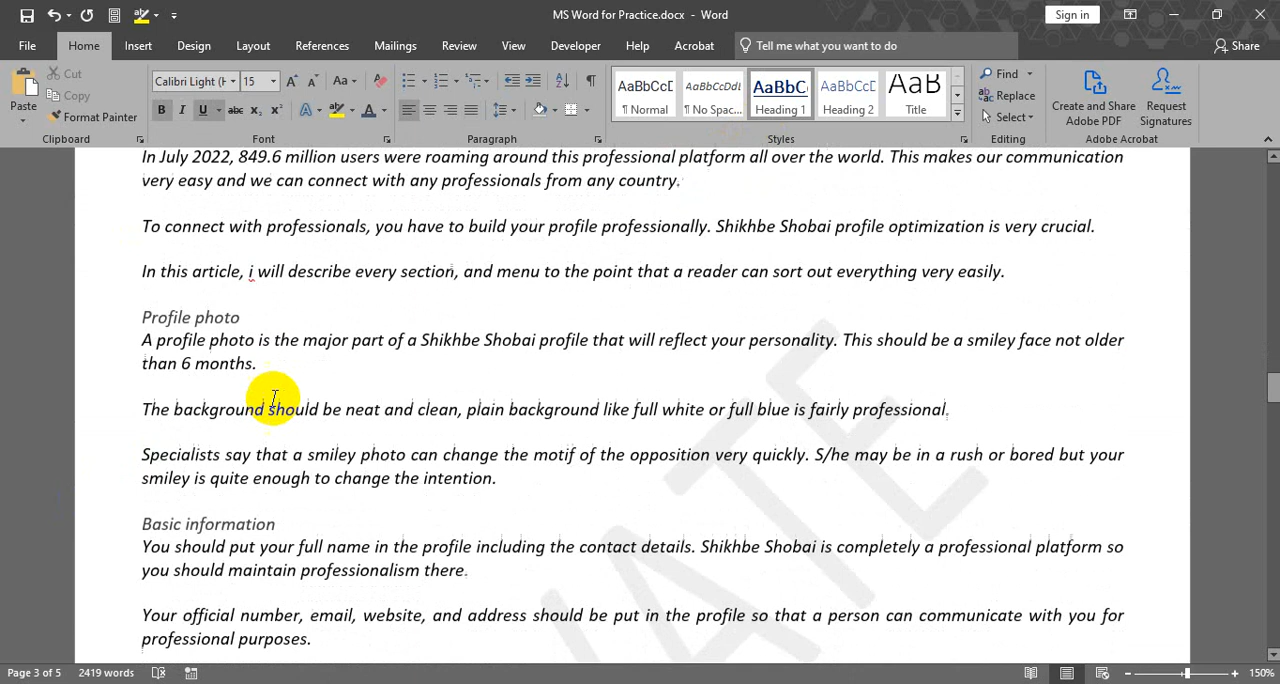 MS Word for Practice.docx - Word
Sign in
File Home Insert Design Layout References Mailings Review View Developer Help Acrobat Tell me what you want to do Share
Paste
Cut
Copy
Format Painter
Clipboard
Calibri Light (H 15
Font
Paragraph
AaBbCcDc AaBbCcDdL AaBbC AaBbCcD AaB
¶ Normal ¶ No Spac... Heading 1 Heading 2 Title
Styles
Find
Replace
Select
Editing
Create and Share Adobe PDF
Request Signatures
Adobe Acrobat
In July 2022, 849.6 million users were roaming around this professional platform all over the world. This makes our communication
very easy and we can connect with any professionals from any country.
To connect with professionals, you have to build your profile professionally. Shikhbe Shobai profile optimization is very crucial.
In this article, i will describe every section, and menu to the point that a reader can sort out everything very easily.
Profile photo
A profile photo is the major part of a Shikhbe Shobai profile that will reflect your personality. This should be a smiley face not older
than 6 months.
The background should be neat and clean, plain background like full white or full blue is fairly professional.
Specialists say that a smiley photo can change the motif of the opposition very quickly. S/he may be in a rush or bored but your
smiley is quite enough to change the intention.
Basic information
You should put your full name in the profile including the contact details. Shikhbe Shobai is completely a professional platform so
you should maintain professionalism there.
Your official number, email, website, and address should be put in the profile so that a person can communicate with you for
professional purposes.
Page 3 of 5 2419 words 150%